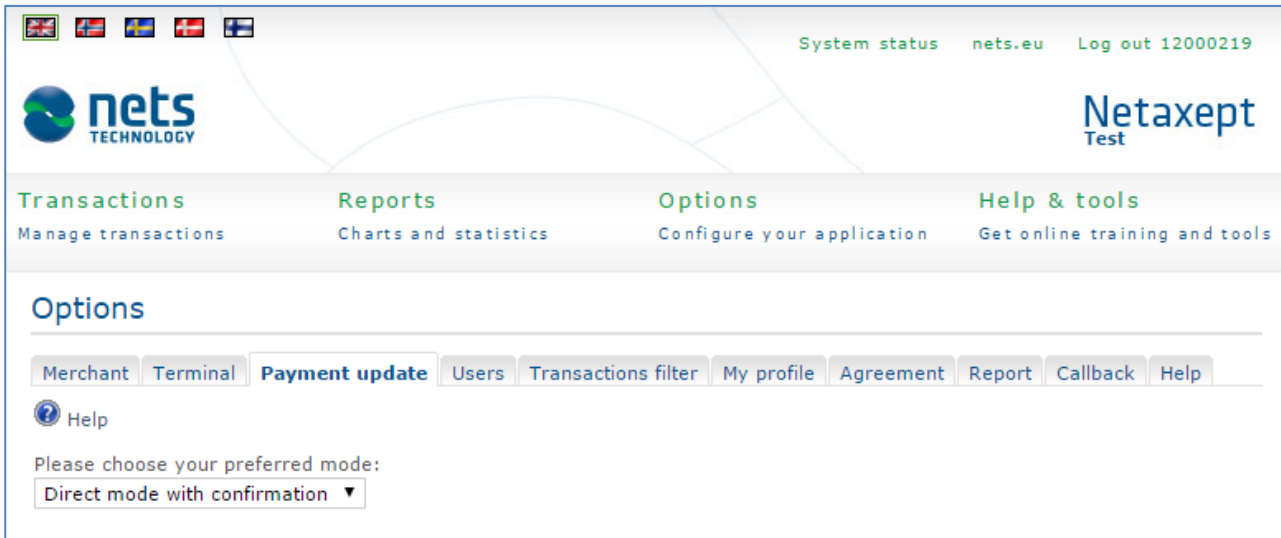 System status nets.eu Log out 12000219
nets
TECHNOLOGY
Netaxept
Test
Transactions Reports Options Help & tools
Manage transactions Charts and statistics Configure your application Get online training and tools
Options
Merchant Terminal Payment update Users Transactions filter My profile Agreement Report Callback Help
? Help
Please choose your preferred mode:
Direct mode with confirmation ▼